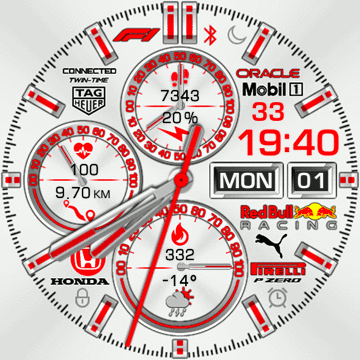 F1
CONNECTED
TWIN-TIME
TAG
HEUER
7343
20%
ORACLE
Mobil 1
33
19:40
100
9.70 KM
MON 01
Red Bull
RACING
HONDA
332
-14°
PIRELLI
P ZERO